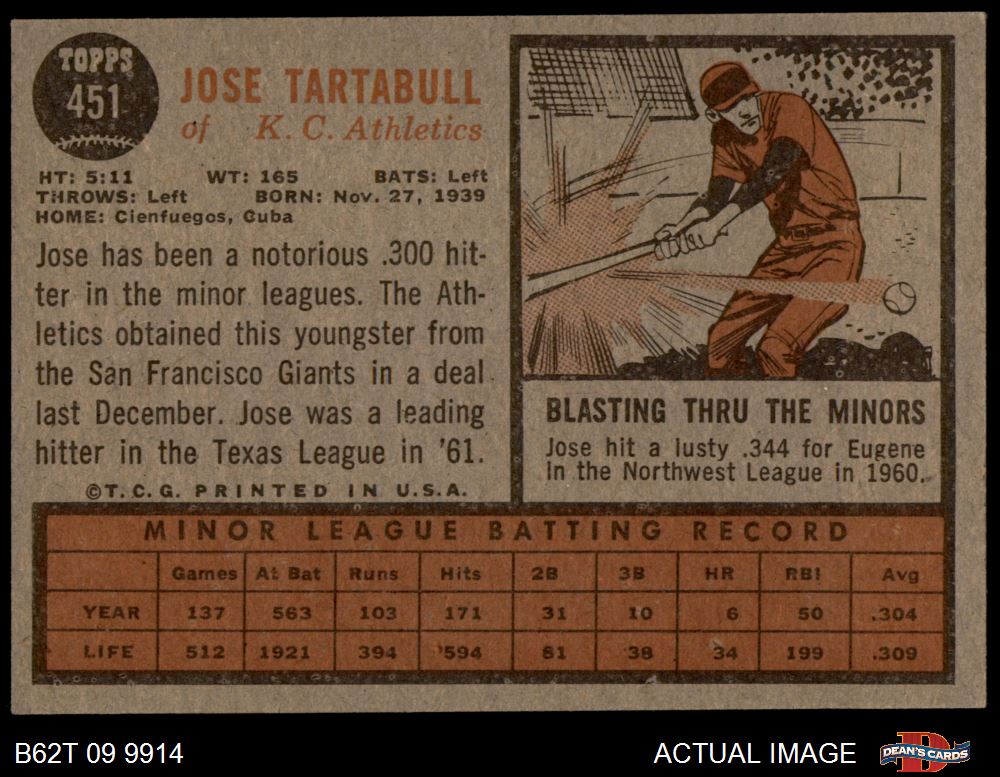 TOPPS
451
JOSE TARTABULL
of K. C. Athletics
HT: 5:11 WT: 165 BATS: Left
THROWS: Left BORN: Nov. 27, 1939
HOME: Cienfuegos, Cuba
Jose has been a notorious .300 hit-
ter in the minor leagues. The Ath-
letics obtained this youngster from
the San Francisco Giants in a deal
last December. Jose was a leading
hitter in the Texas League in '61.
©T.C.G. PRINTED IN U.S.A.
BLASTING THRU THE MINORS
Jose hit a lusty .344 for Eugene
in the Northwest League in 1960.
MINOR LEAGUE BATTING RECORD
Games At Bat Runs Hits 2B 3B HR RBI Avg
YEAR 137 563 103 171 31 10 6 50 .304
LIFE 512 1921 394 594 81 38 34 199 .309
B62T 09 9914
ACTUAL IMAGE
D
DEAN'S CARDS